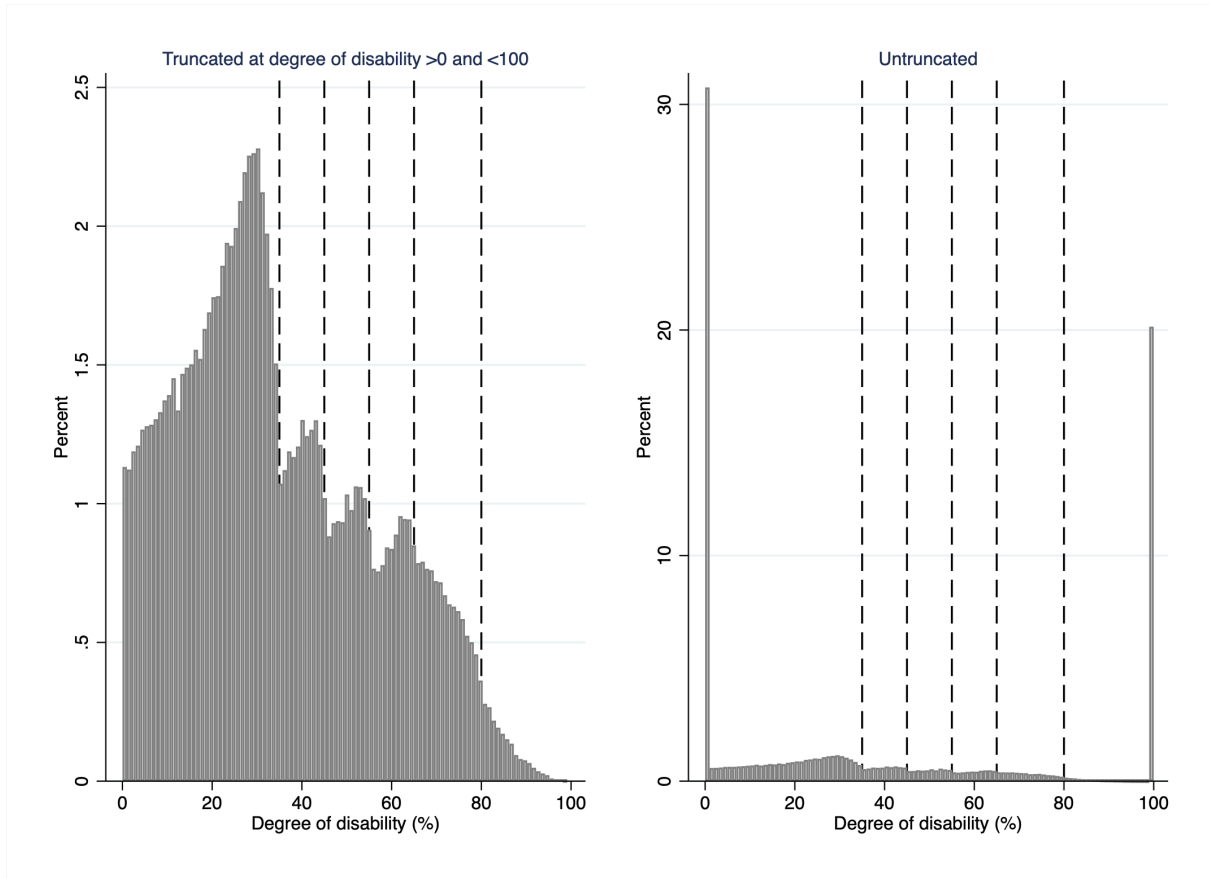 Truncated at degree of disability >0 and <100
2.5
2
1.5
1
.5
0
Percent
0 20 40 60 80 100
Degree of disability (%)
Untruncated
30
20
10
0
Percent
0 20 40 60 80 100
Degree of disability (%)